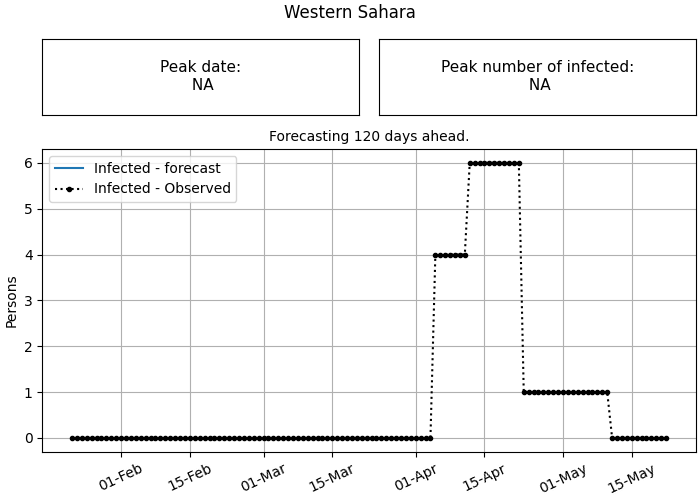 Western Sahara
Peak date:
NA
Peak number of infected:
NA
Forecasting 120 days ahead.
Infected - forecast
Infected - Observed
Persons
6
5
4
3
2
1
0
01-Feb
15-Feb
01-Mar
15-Mar
01-Apr
15-Apr
01-May
15-May